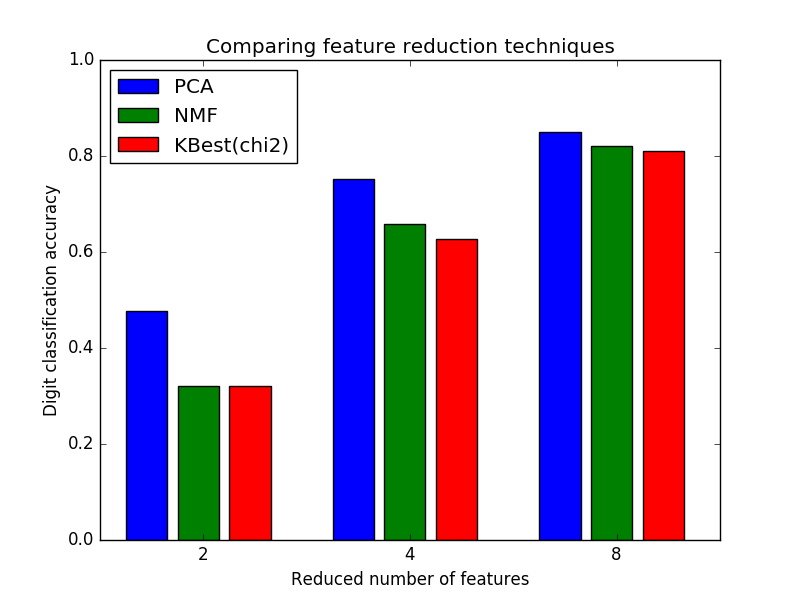 Comparing feature reduction techniques
1.0
0.8
0.6
0.4
0.2
0.0
Digit classification accuracy
PCA
NMF
KBest(chi2)
2 4 8
Reduced number of features